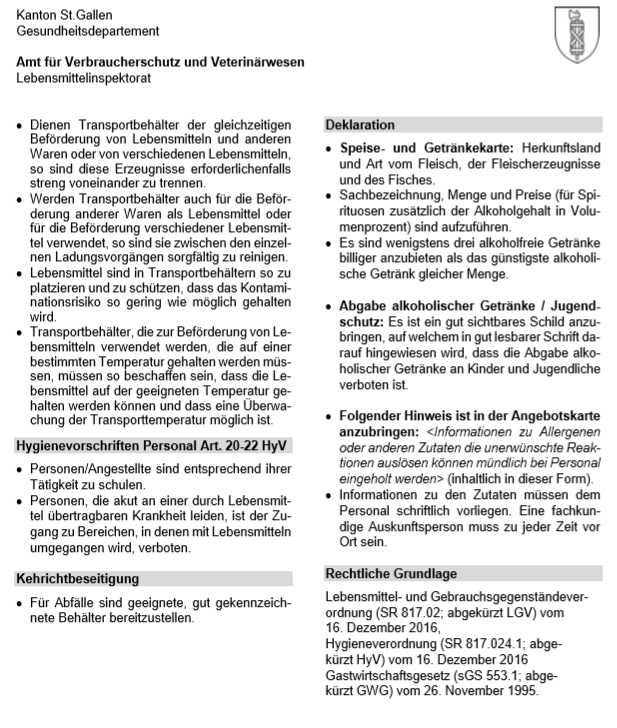 Kanton St.Gallen
Gesundheitsdepartement
Amt für Verbraucherschutz und Veterinärwesen
Lebensmittelinspektorat
• Dienen Transportbehälter der gleichzeitigen
Beförderung von Lebensmitteln und anderen
Waren oder von verschiedenen Lebensmitteln,
so sind diese Erzeugnisse erforderlichenfalls
streng voneinander zu trennen.
• Werden Transportbehälter auch für die Beför-
derung anderer Waren als Lebensmittel oder
für die Beförderung verschiedener Lebensmit-
tel verwendet, so sind sie zwischen den einzel-
nen Ladungsvorgängen sorgfältig zu reinigen.
• Lebensmittel sind in Transportbehältern so zu
platzieren und zu schützen, dass das Kontami-
nationsrisiko so gering wie möglich gehalten
wird.
• Transportbehälter, die zur Beförderung von Le-
bensmitteln verwendet werden, die auf einer
bestimmten Temperatur gehalten werden müs-
sen, müssen so beschaffen sein, dass die Le-
bensmittel auf der geeigneten Temperatur ge-
halten werden können und dass eine Überwa-
chung der Transporttemperatur möglich ist.
Hygienevorschriften Personal Art. 20-22 HyV
• Personen/Angestellte sind entsprechend ihrer
Tätigkeit zu schulen.
• Personen, die akut an einer durch Lebensmit-
tel übertragbaren Krankheit leiden, ist der Zu-
gang zu Bereichen, in denen mit Lebensmitteln
umgegangen wird, verboten.
Kehrichtbeseitigung
• Für Abfälle sind geeignete, gut gekennzeich-
nete Behälter bereitzustellen.
Deklaration
• Speise- und Getränkekarte: Herkunftsland
und Art vom Fleisch, der Fleischerzeugnisse
und des Fisches.
• Sachbezeichnung, Menge und Preise (für Spi-
rituosen zusätzlich der Alkoholgehalt in Volu-
menprozent) sind aufzuführen.
• Es sind wenigstens drei alkoholfreie Getränke
billiger anzubieten als das günstigste alkoholi-
sche Getränk gleicher Menge.
• Abgabe alkoholischer Getränke / Jugend-
schutz: Es ist ein gut sichtbares Schild anzu-
bringen, auf welchem in gut lesbarer Schrift da-
rauf hingewiesen wird, dass die Abgabe alko-
holischer Getränke an Kinder und Jugendliche
verboten ist.
• Folgender Hinweis ist in der Angebotskarte
anzubringen: <Informationen zu Allergenen
oder anderen Zutaten die unerwünschte Reak-
tionen auslösen können mündlich bei Personal
eingeholt werden> (inhaltlich in dieser Form).
• Informationen zu den Zutaten müssen dem
Personal schriftlich vorliegen. Eine fachkun-
dige Auskunftsperson muss zu jeder Zeit vor
Ort sein.
Rechtliche Grundlage
Lebensmittel- und Gebrauchsgegenständever-
ordnung (SR 817.02; abgekürzt LGV) vom
16. Dezember 2016,
Hygieneverordnung (SR 817.024.1; abge-
kürzt HyV) vom 16. Dezember 2016
Gastwirtschaftsgesetz (sGS 553.1; abge-
kürzt GWG) vom 26. November 1995.